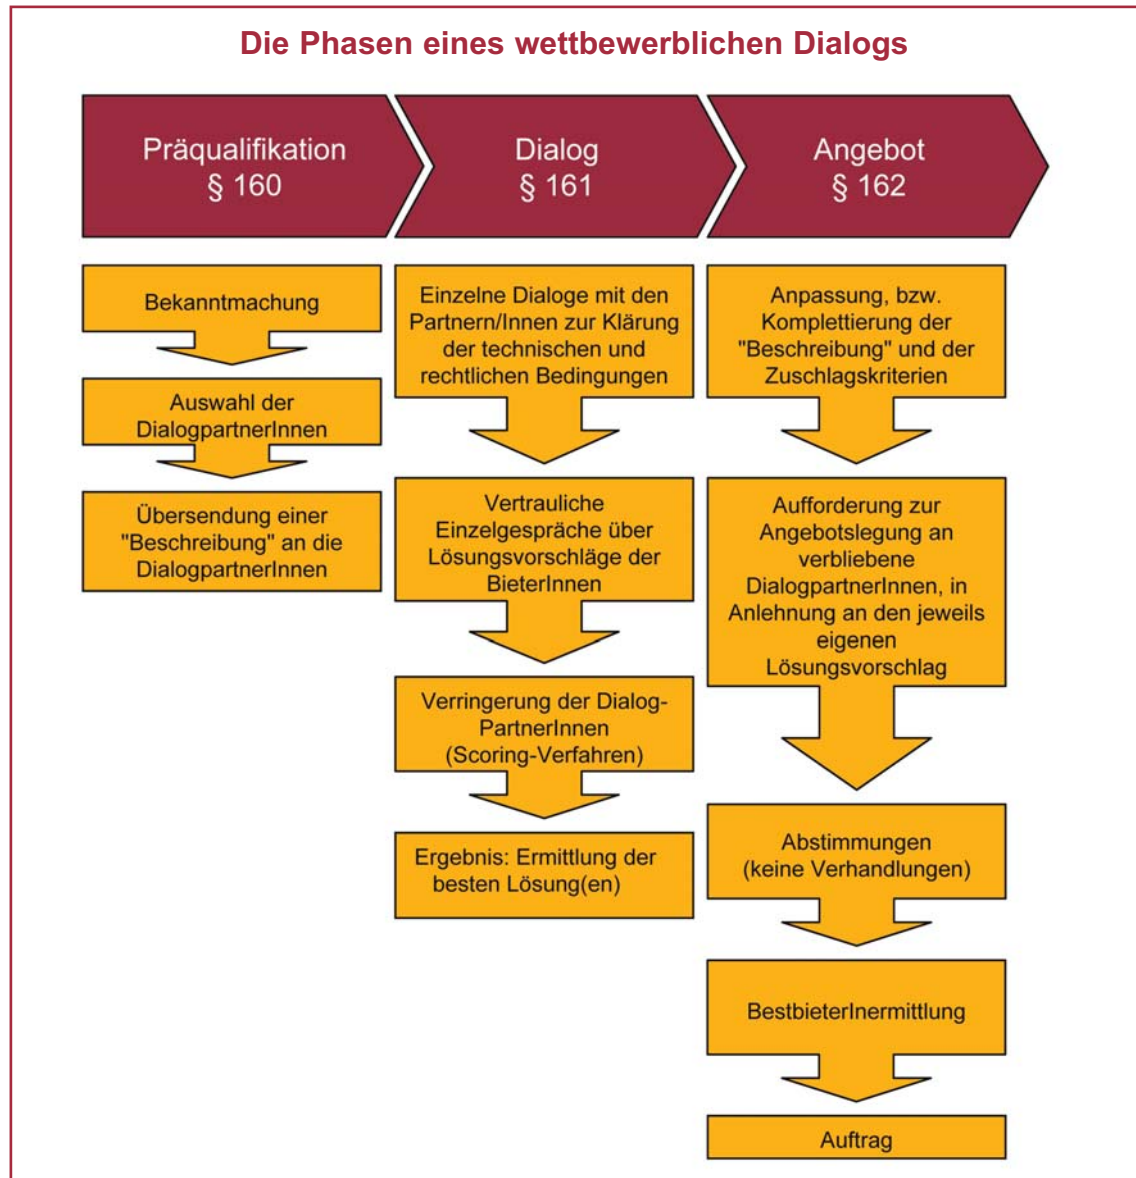 Die Phasen eines wettbewerblichen Dialogs
Präqualifikation
§ 160
Dialog
§ 161
Angebot
§ 162
Bekanntmachung
Auswahl der
DialogpartnerInnen
Übersendung einer
"Beschreibung" an die
DialogpartnerInnen
Einzelne Dialoge mit den
Partnern/Innen zur Klärung
der technischen und
rechtlichen Bedingungen
Vertrauliche
Einzelgespräche über
Lösungsvorschläge der
BieterInnen
Verringerung der Dialog-
PartnerInnen
(Scoring-Verfahren)
Ergebnis: Ermittlung der
besten Lösung(en)
Anpassung, bzw.
Komplettierung der
"Beschreibung" und der
Zuschlagskriterien
Aufforderung zur
Angebotslegung an
verbliebene
DialogpartnerInnen, in
Anlehnung an den jeweils
eigenen
Lösungsvorschlag
Abstimmungen
(keine Verhandlungen)
BestbieterInermittlung
Auftrag